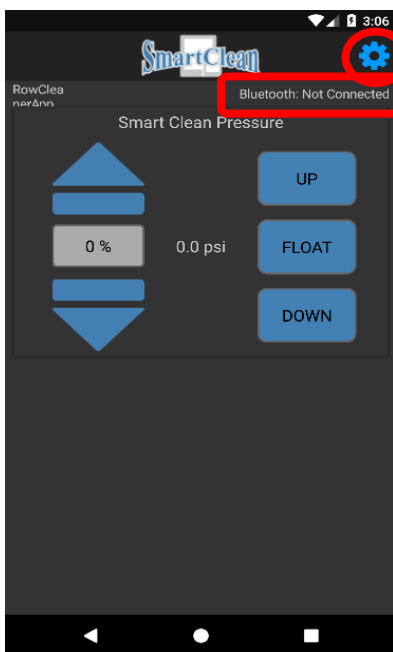 3:06
SmartClean
RowClea
nerApp
Bluetooth: Not Connected
Smart Clean Pressure
UP
0 %
0.0 psi
FLOAT
DOWN